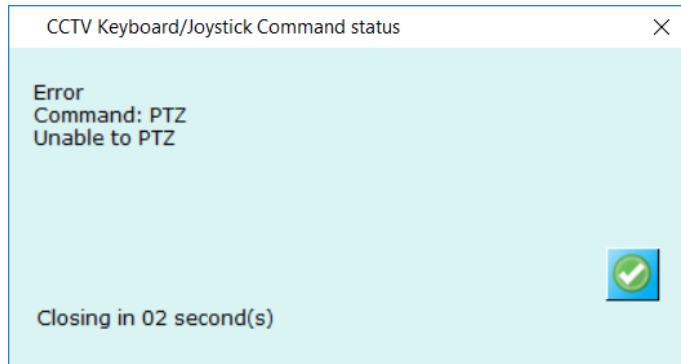 CCTV Keyboard/Joystick Command status
Error
Command: PTZ
Unable to PTZ
Closing in 02 second(s)